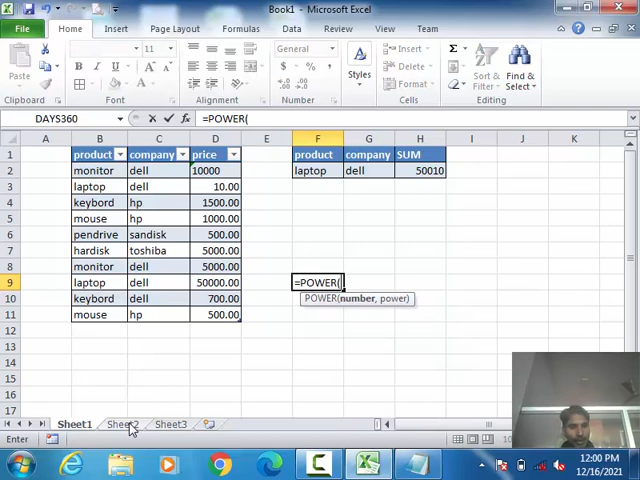 Book1 - Microsoft Excel
File Home Insert Page Layout Formulas Data Review View
Paste
Clipboard
11
B I U
Font
Alignment
General
$ % ,
Number
Styles
Insert
Delete
Format
Cells
Σ
Sort & Filter
Find & Select
Editing
DAYS360 fx =POWER(
A B C D E F G H I J K
1 product company price product company SUM
2 monitor dell 10000 laptop dell 50010
3 laptop dell 10.00
4 keybord hp 1500.00
5 mouse hp 1000.00
6 pendrive sandisk 500.00
7 hardisk toshiba 5000.00
8 monitor dell 5000.00
9 laptop dell 50000.00 =POWER(
POWER(number, power)
10 keybord dell 700.00
11 mouse hp 500.00
12
13
14
15
16
17
Sheet1 Sheet2 Sheet3
Enter
12:00 PM
12/16/2021